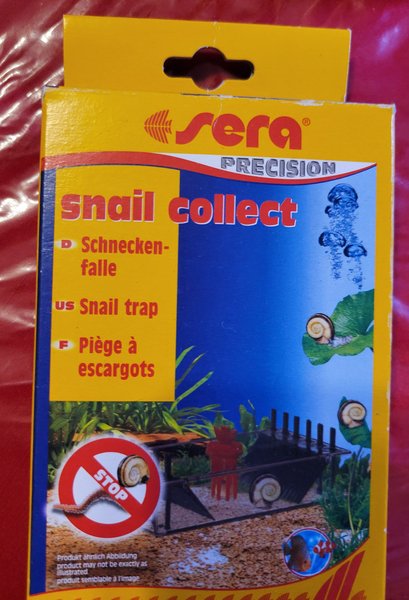 sera®
PRECISION
snail collect
D Schnecken-
falle
US Snail trap
F Piège à
escargots
STOP
Produkt ähnlich Abbildung
product may not be exactly as
illustrated
produit semblable à l'image